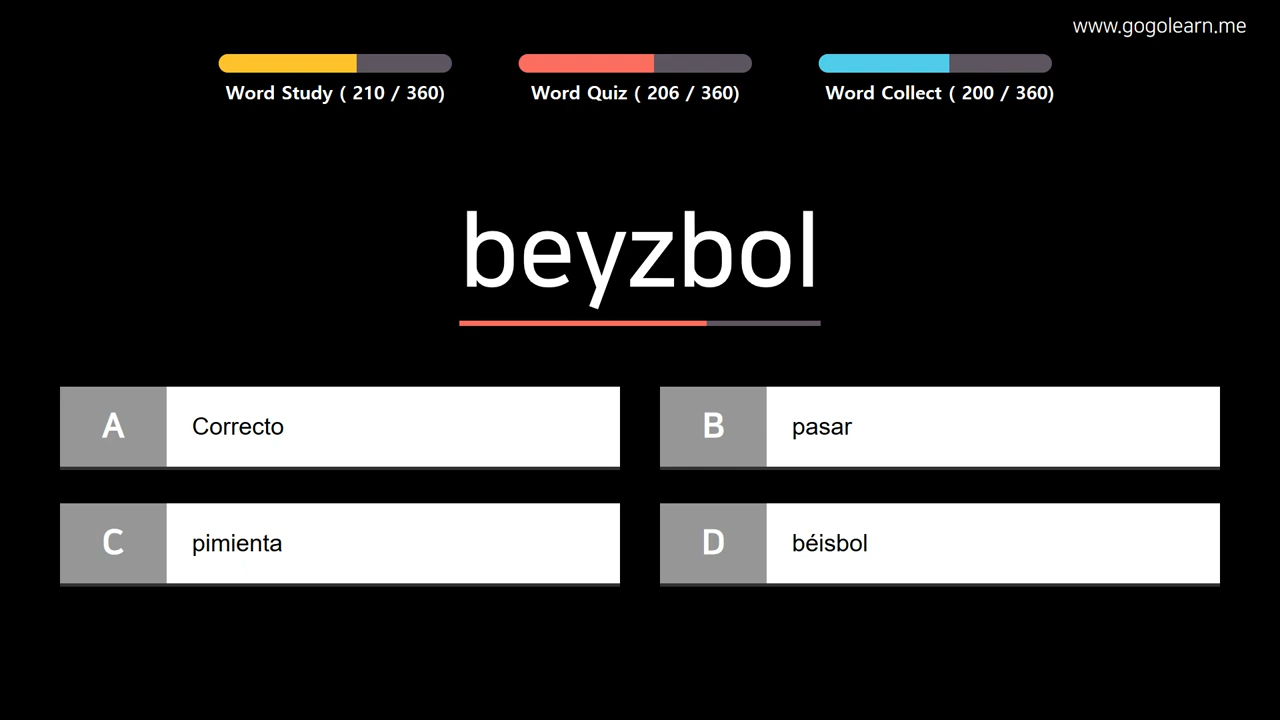 www.gogolearn.me
Word Study ( 210 / 360)
Word Quiz ( 206 / 360)
Word Collect ( 200 / 360)
beyzbol
A Correcto
B pasar
C pimienta
D béisbol